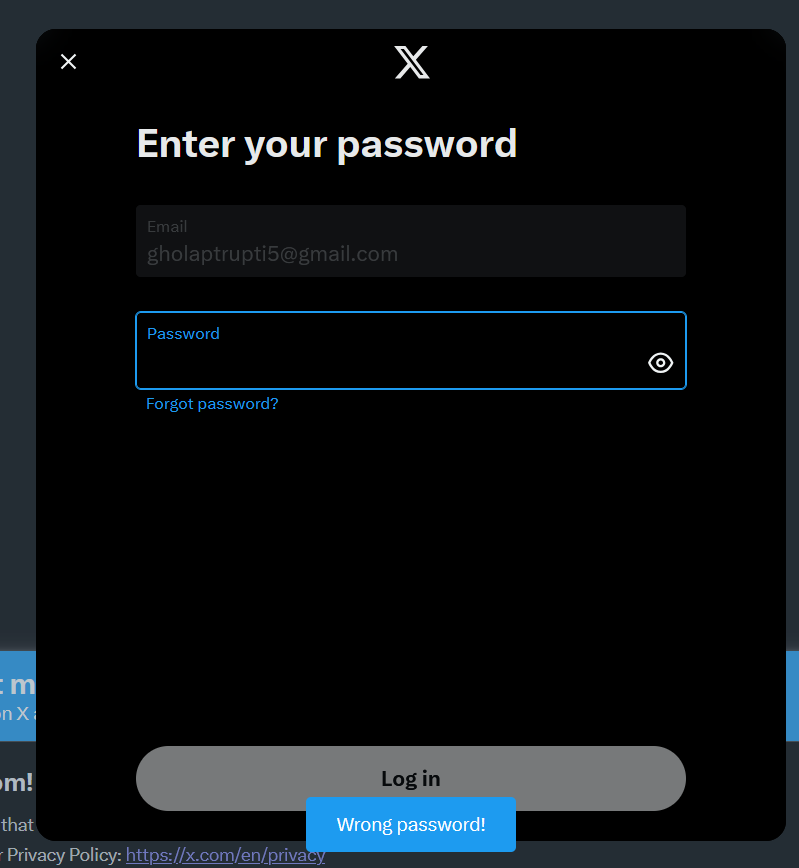 Enter your password
Email
gholaptrupti5@gmail.com
Password
Forgot password?
t m
on X a
Log in
om!
that
Wrong password!
r Privacy Policy: https://x.com/en/privacy